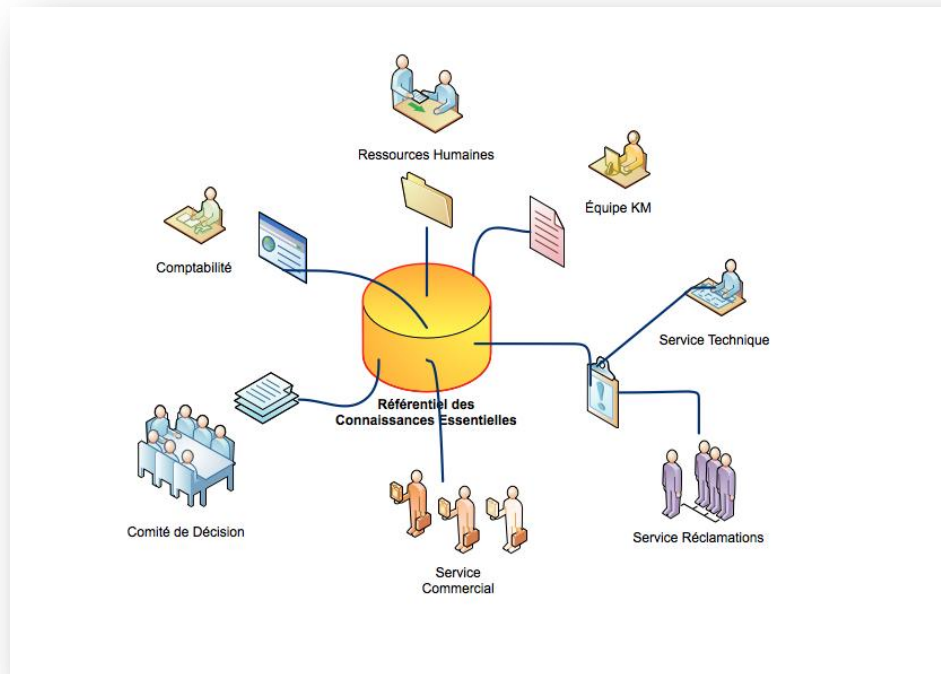 Ressources Humaines
Équipe KM
Comptabilité
Service Technique
Référentiel des
Connaissances Essentielles
Comité de Décision
Service Réclamations
Service
Commercial